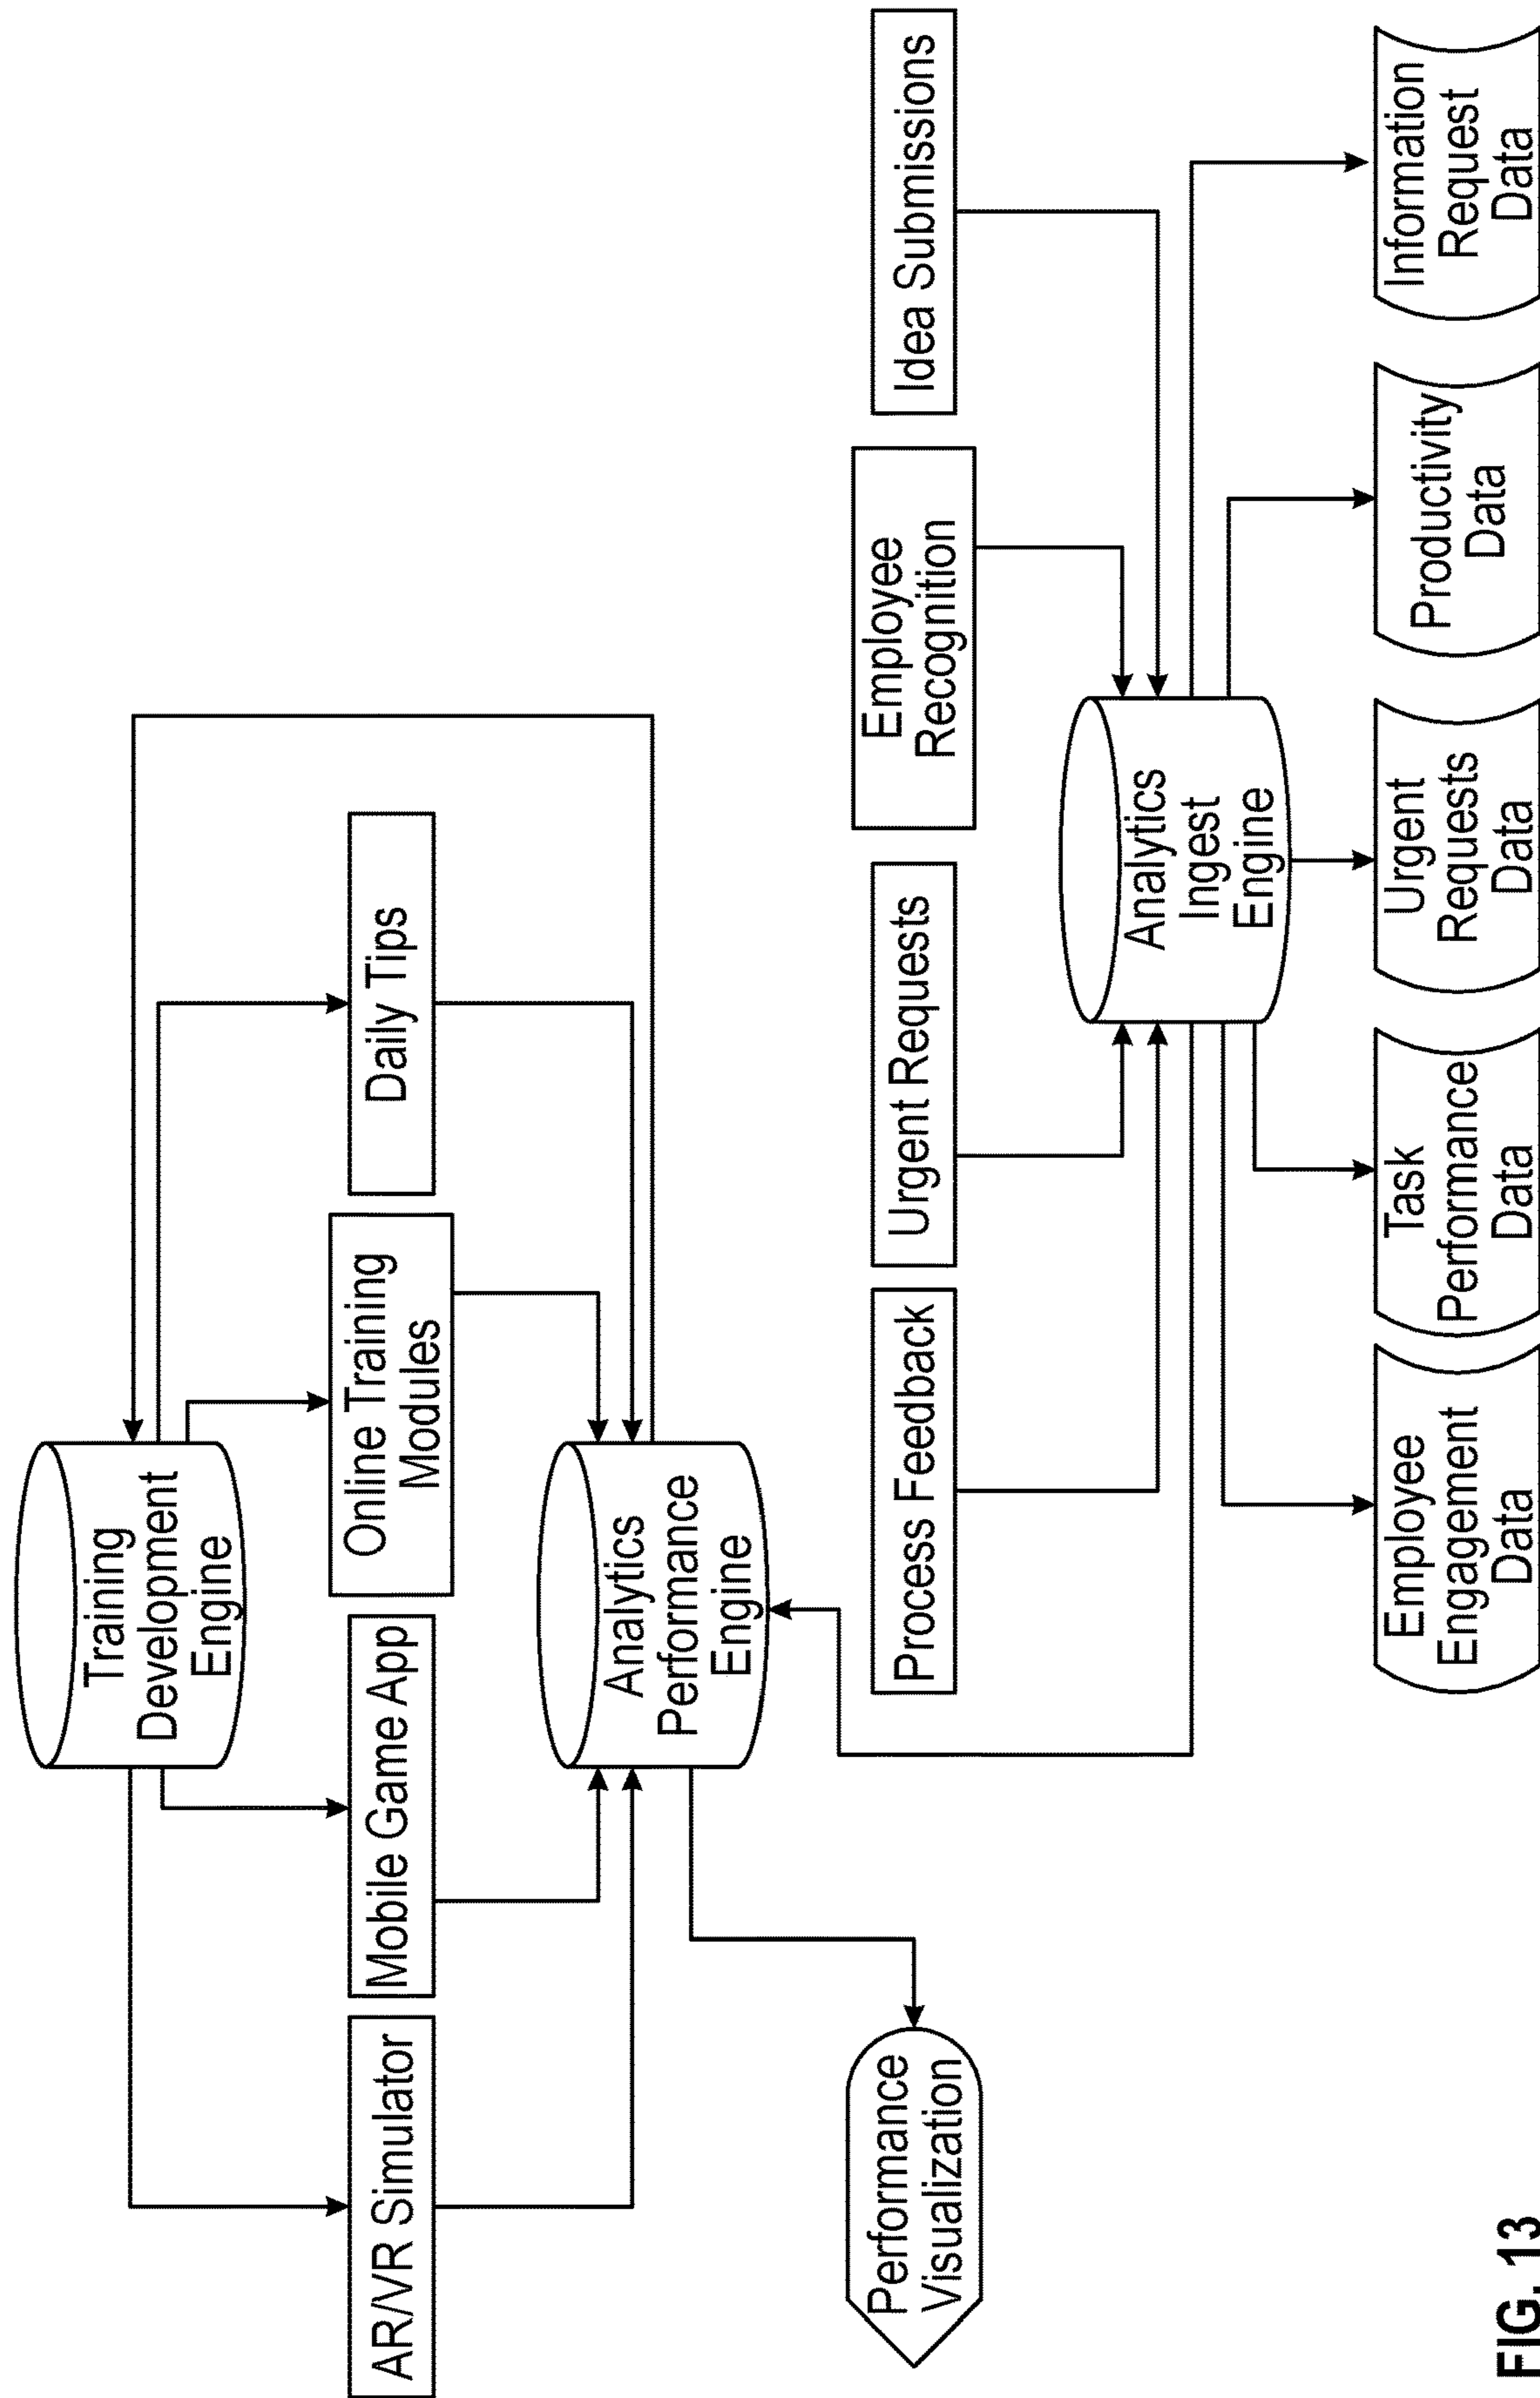 Training
Development
Engine
AR/VR Simulator
Mobile Game App
Online Training
Modules
Daily Tips
Analytics
Performance
Engine
Performance
Visualization
Process Feedback
Urgent Requests
Employee
Recognition
Idea Submissions
Analytics
Ingest
Engine
Employee
Engagement
Data
Task
Performance
Data
Urgent
Requests
Data
Productivity
Data
Information
Request
Data
FIG. 13